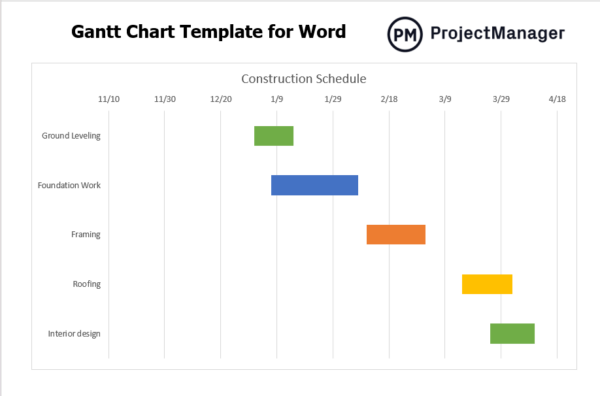 Gantt Chart Template for Word
PM ProjectManager
Construction Schedule
11/10 11/30 12/20 1/9 1/29 2/18 3/9 3/29 4/18
Ground Leveling
Foundation Work
Framing
Roofing
Interior design